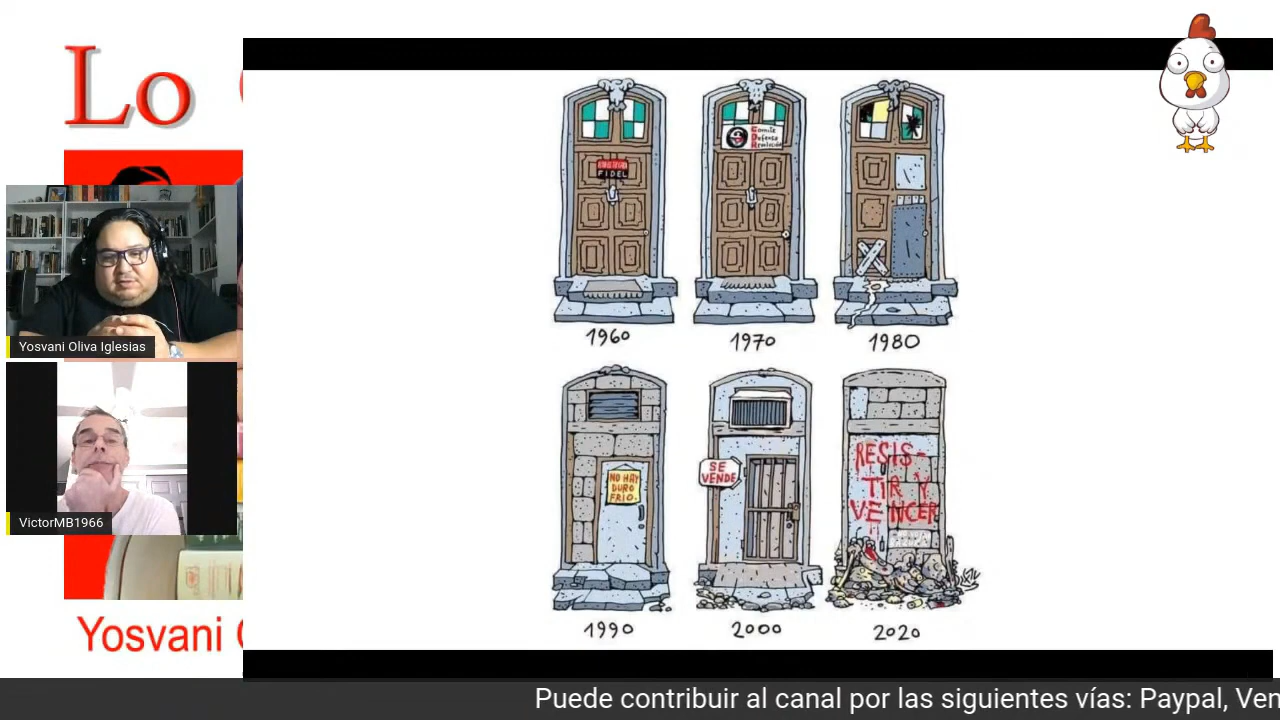 Lo
Yosvani Oliva Iglesias
VictorMB1966
Yosvani
FIDEL
Comité
Defensa
Revolución
1960
1970
1980
NO HAY
DURO
FRIO.
SE
VENDE
RESIS-
TIR Y
VENCER
1990
2000
2020
Puede contribuir al canal por las siguientes vías: Paypal, Ven